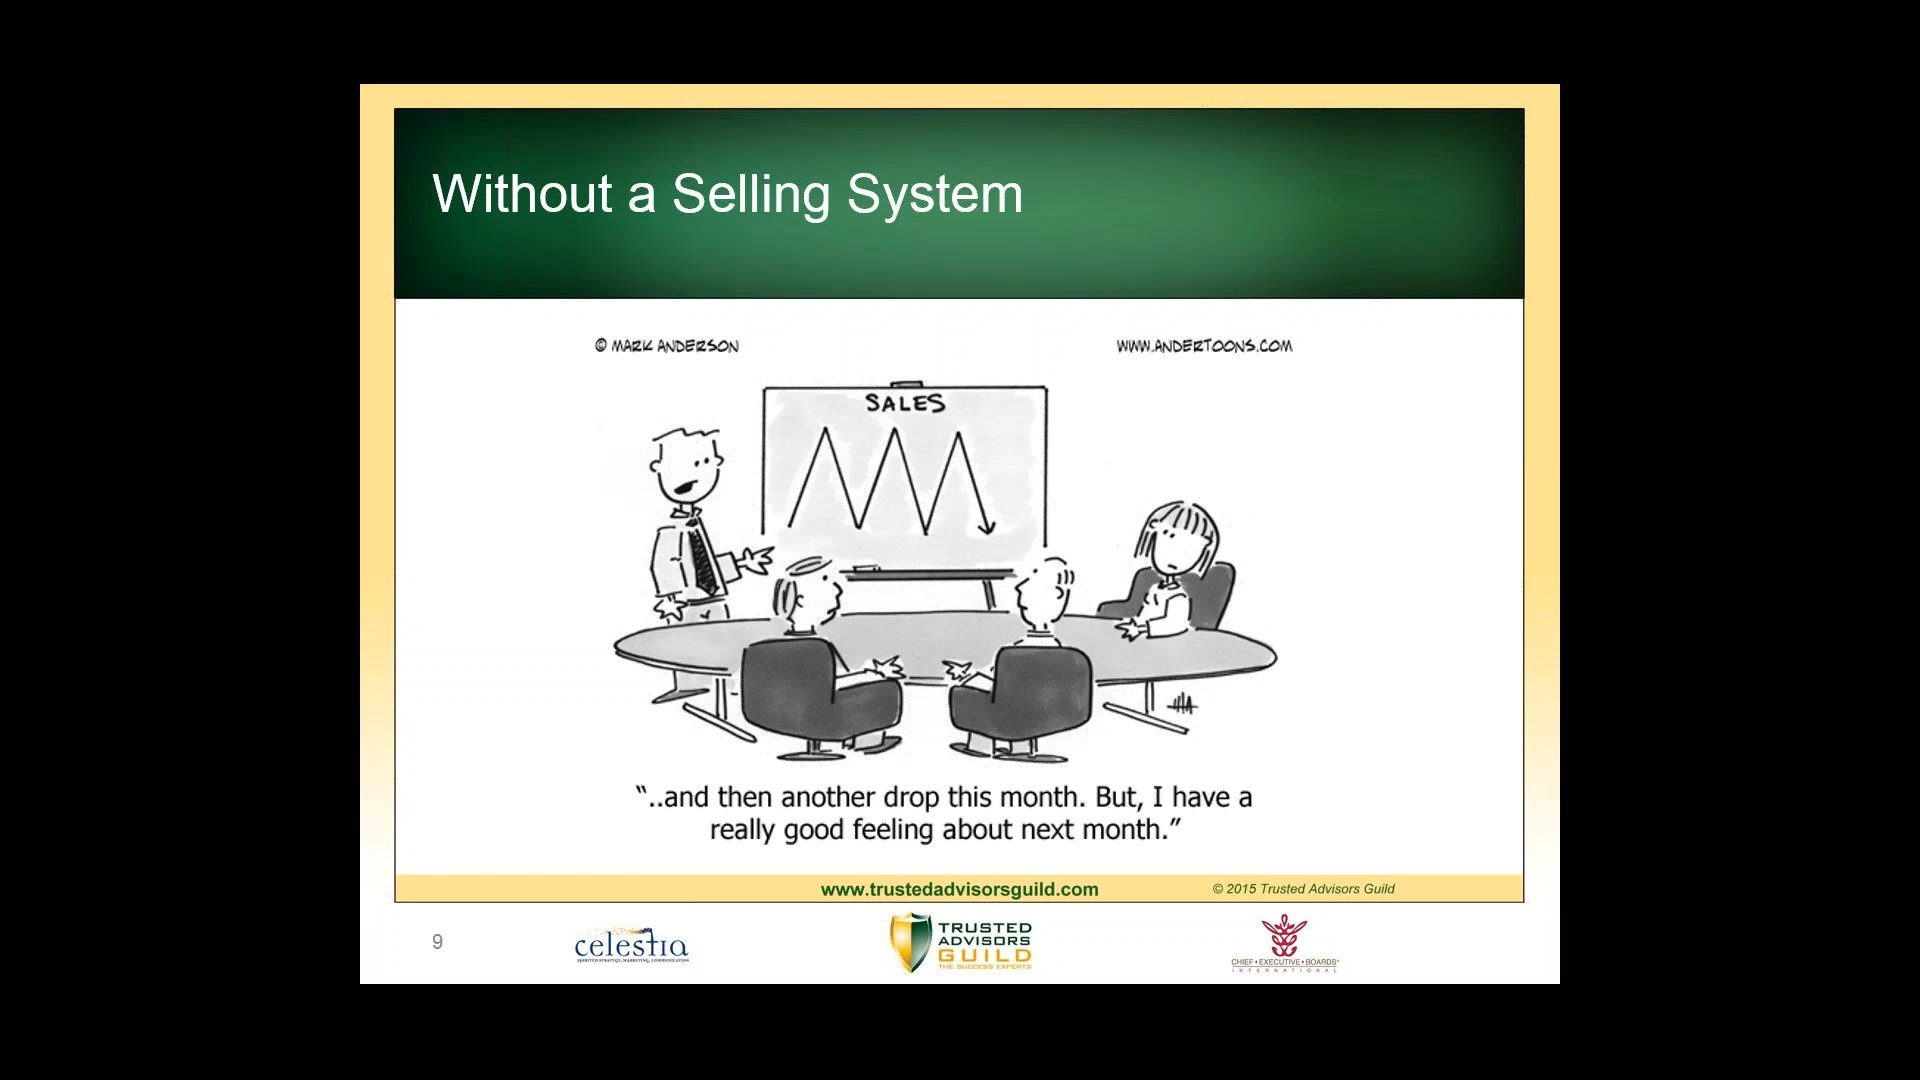 Without a Selling System
© MARK ANDERSON
WWW.ANDERTOONS.COM
SALES
“..and then another drop this month. But, I have a
really good feeling about next month.”
www.trustedadvisorsguild.com
© 2015 Trusted Advisors Guild
9
celestia
SPIRITED STRATEGY, MARKETING, COMMUNICATION
TRUSTED
ADVISORS
GUILD
THE SUCCESS EXPERTS
CHIEF • EXECUTIVE • BOARDS®
INTERNATIONAL